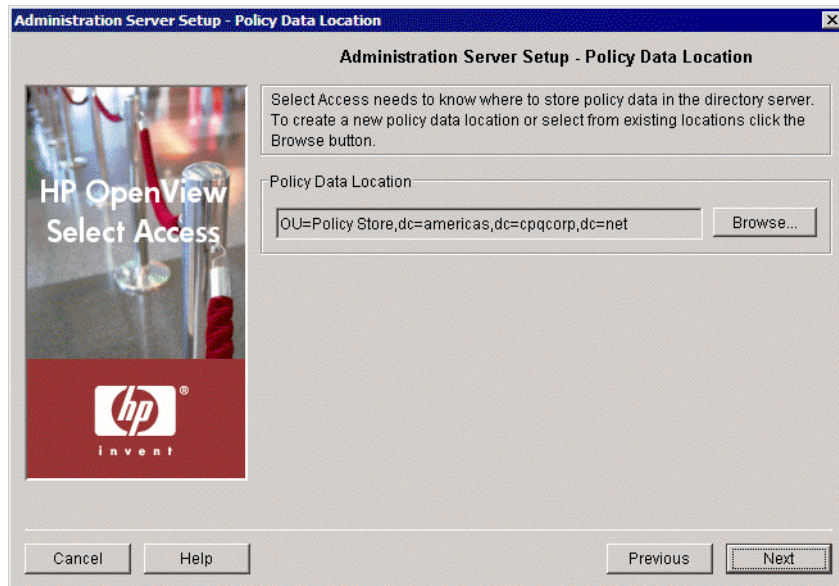 Administration Server Setup - Policy Data Location
Administration Server Setup - Policy Data Location
HP OpenView
Select Access
hp
®
invent
Select Access needs to know where to store policy data in the directory server.
To create a new policy data location or select from existing locations click the
Browse button.
Policy Data Location
OU=Policy Store,dc=americas,dc=cpqcorp,dc=net
Browse...
Cancel
Help
Previous
Next